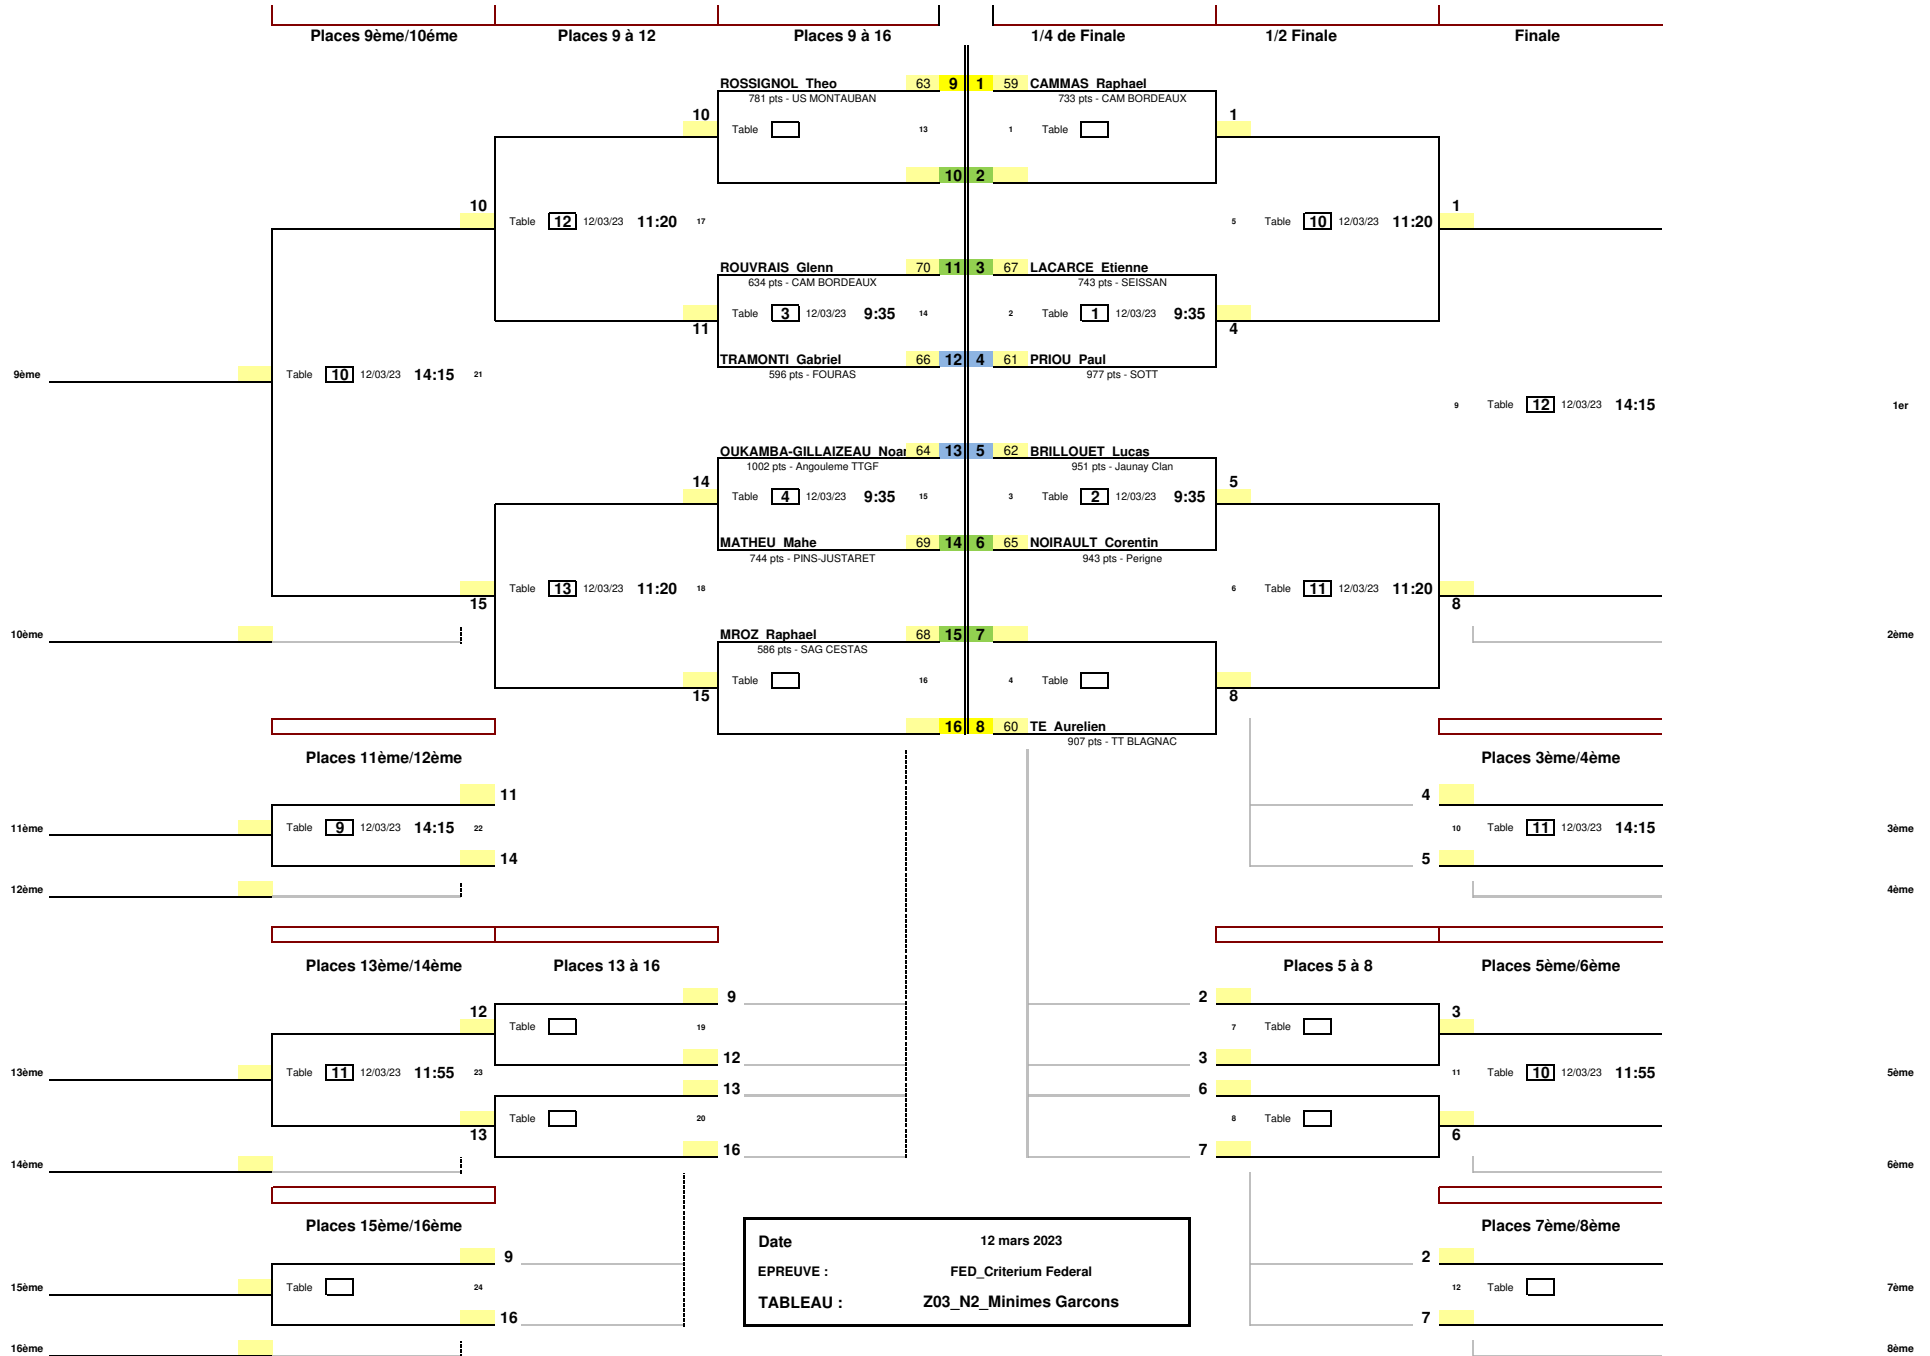 Places 9ème/10éme Places 9 à 12 Places 9 à 16 1/4 de Finale 1/2 Finale Finale
ROSSIGNOL Theo 63 9 1 59 CAMMAS Raphael
781 pts - US MONTAUBAN 733 pts - CAM BORDEAUX
10 1
Table 13 1 Table
10 2
10 1
Table 12 12/03/23 11:20 17 5 Table 10 12/03/23 11:20
ROUVRAIS Glenn 70 11 3 67 LACARCE Etienne
634 pts - CAM BORDEAUX 743 pts - SEISSAN
Table 3 12/03/23 9:35 14 2 Table 1 12/03/23 9:35
11 4
TRAMONTI Gabriel 66 12 4 61 PRIOU Paul
596 pts - FOURAS 977 pts - SOTT
9ème Table 10 12/03/23 14:15 21
9 Table 12 12/03/23 14:15 1er
OUKAMBA-GILLAIZEAU Noa 64 13 5 62 BRILLOUET Lucas
1002 pts - Angouleme TTGF 951 pts - Jaunay Clan
14 5
Table 4 12/03/23 9:35 15 3 Table 2 12/03/23 9:35
MATHEU Mahe 69 14 6 65 NOIRAULT Corentin
744 pts - PINS-JUSTARET 943 pts - Perigne
Table 13 12/03/23 11:20 18 6 Table 11 12/03/23 11:20
15 8
10ème MROZ Raphael 68 15 7 2ème
586 pts - SAG CESTAS
Table 16 4 Table
15 8
16 8 60 TE Aurelien
907 pts - TT BLAGNAC
Places 11ème/12ème Places 3ème/4ème
11 4
11ème Table 9 12/03/23 14:15 22 10 Table 11 12/03/23 14:15 3ème
14 5
12ème 4ème
Places 13ème/14ème Places 13 à 16 Places 5 à 8 Places 5ème/6ème
9 2
12 3
Table 19 7 Table
12 3
13ème Table 11 12/03/23 11:55 23 11 Table 10 12/03/23 11:55 5ème
13 6
Table 20 8 Table
13 6
16 7
14ème 6ème
Places 15ème/16ème Places 7ème/8ème
Date 12 mars 2023
9 2
EPREUVE : FED_Criterium Federal
15ème Table 24 12 Table 7ème
TABLEAU : Z03_N2_Minimes Garcons
16 7
16ème 8ème